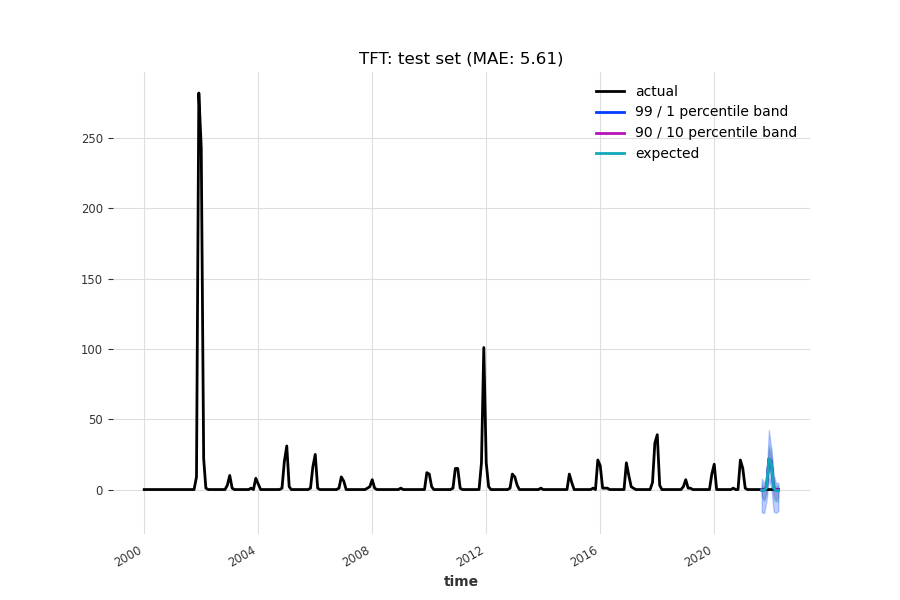 TFT: test set (MAE: 5.61)
actual
99 / 1 percentile band
90 / 10 percentile band
expected
250
200
150
100
50
0
2000
2004
2008
2012
2016
2020
time